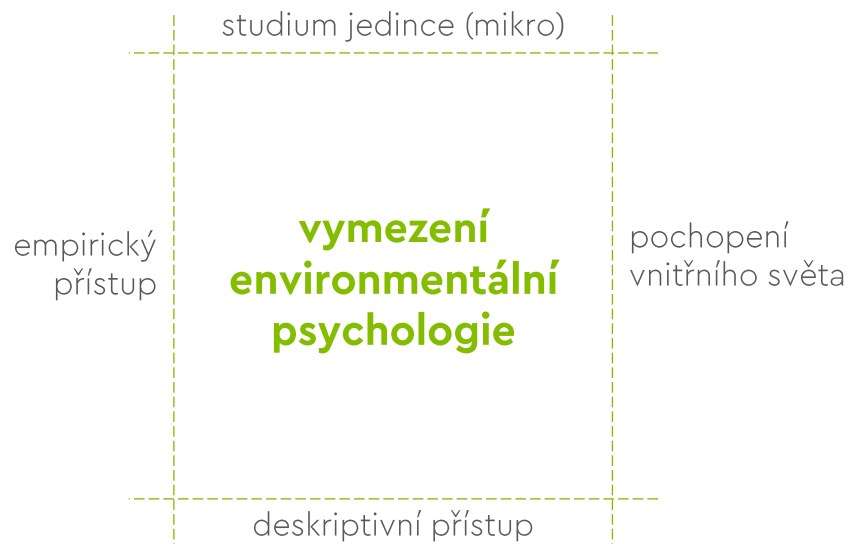 studium jedince (mikro)
empirický
přístup
vymezení
environmentální
psychologie
pochopení
vnitřního světa
deskriptivní přístup